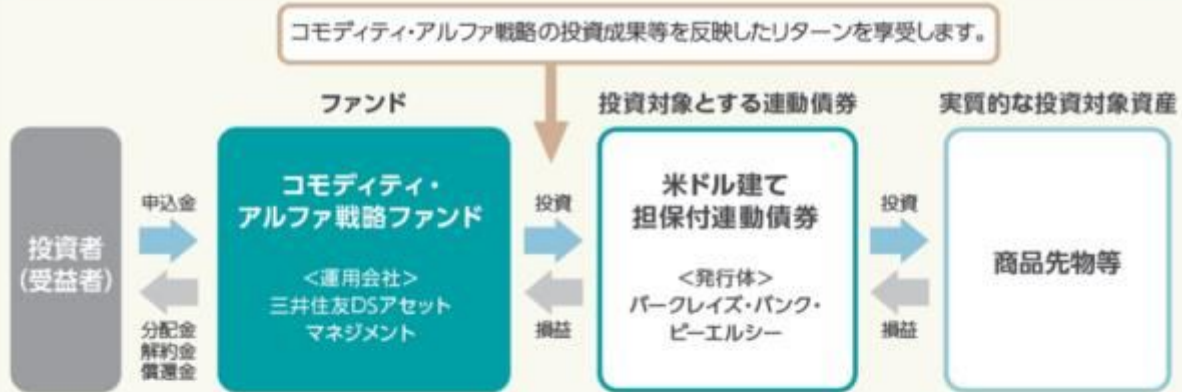 コモディティ・アルファ戦略の投資成果等を反映したリターンを享受します。
ファンド
投資対象とする連動債券
実質的な投資対象資産
投資者
(受益者)
申込金
分配金
解約金
償還金
コモディティ・
アルファ戦略ファンド
<運用会社>
三井住友DSアセット
マネジメント
投資
損益
米ドル建て
担保付連動債券
<発行体>
バークレイズ・バンク・
ピーエルシー
投資
損益
商品先物等